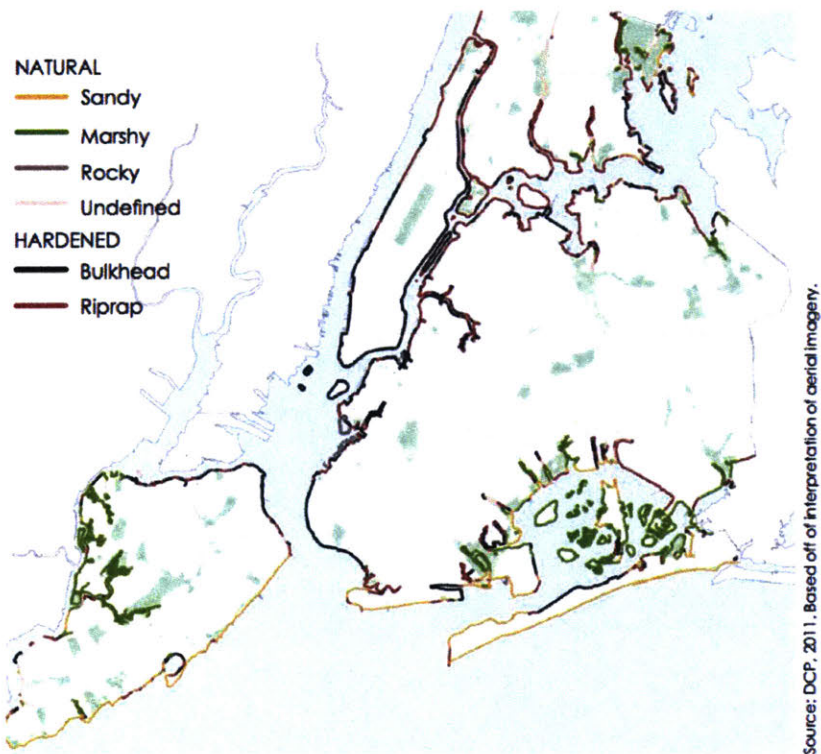 NATURAL
Sandy
Marshy
Rocky
Undefined
HARDENED
Bulkhead
Riprap
Source: DCP, 2011. Based off of interpretation of aerial imagery.